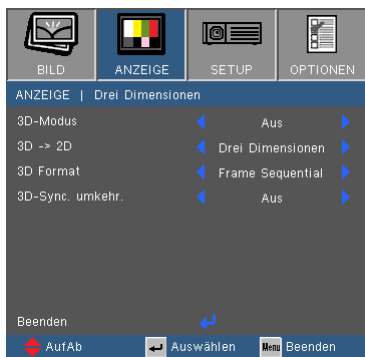 BILD ANZEIGE SETUP OPTIONEN
ANZEIGE | Drei Dimensionen
3D-Modus Aus
3D -> 2D Drei Dimensionen
3D Format Frame Sequential
3D-Sync. umkehr. Aus
Beenden
AufAb Auswählen Menu Beenden